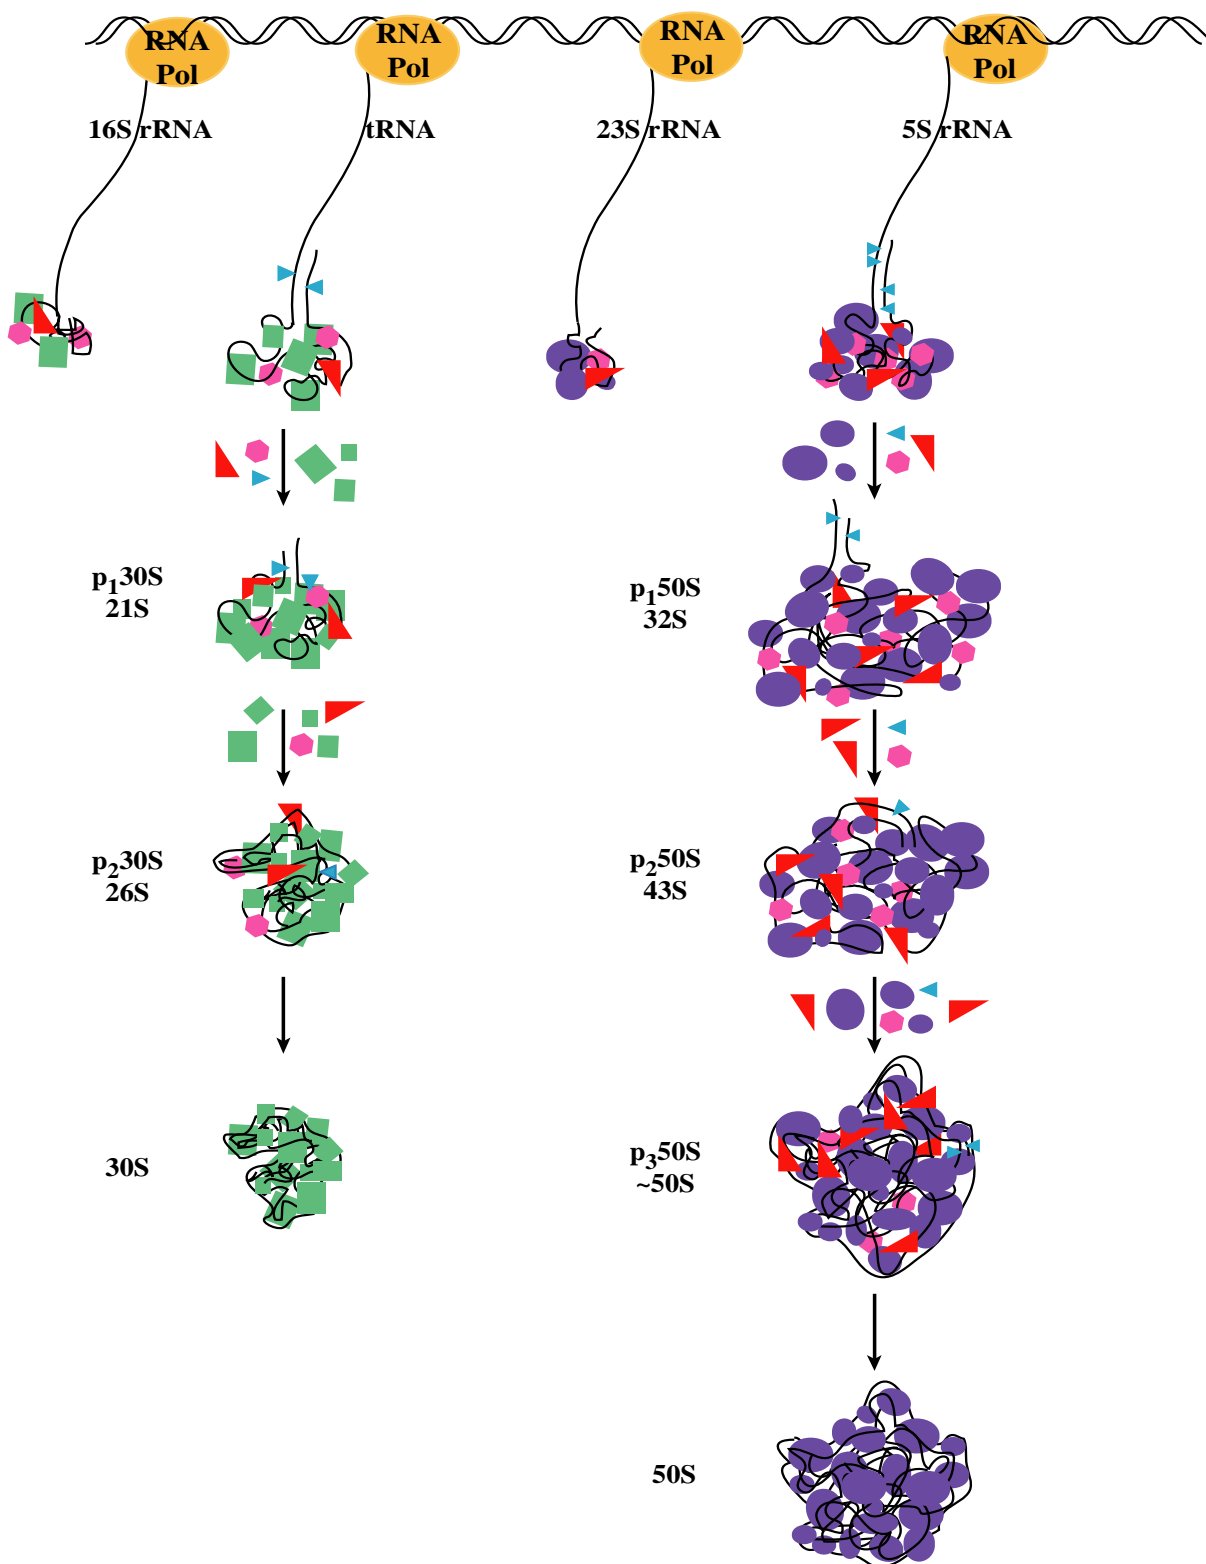 RNA
Pol
RNA
Pol
RNA
Pol
RNA
Pol
16S rRNA
tRNA
23S rRNA
5S rRNA
p₁30S
21S
p₁50S
32S
p₂30S
26S
p₂50S
43S
30S
p₃50S
~50S
50S